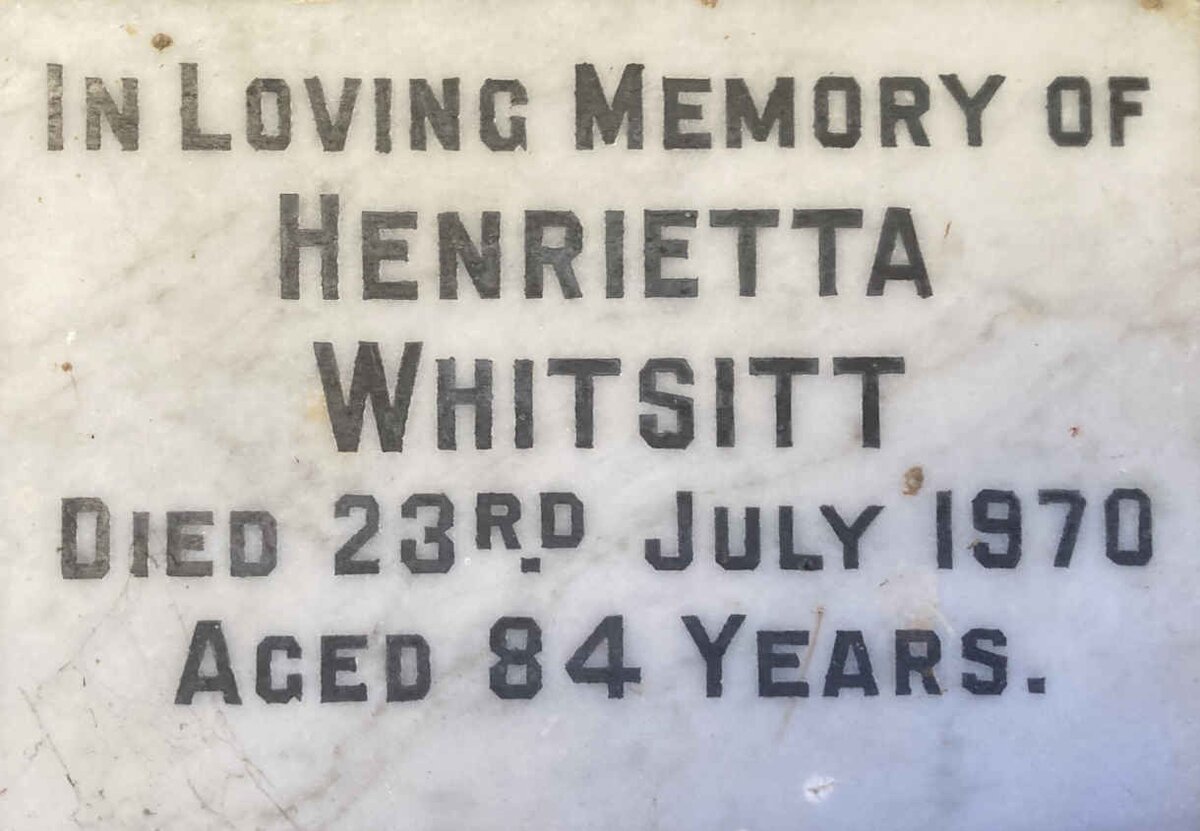 IN LOVING MEMORY OF
HENRIETTA
WHITSITT
DIED 23RD. JULY 1970
AGED 84 YEARS.